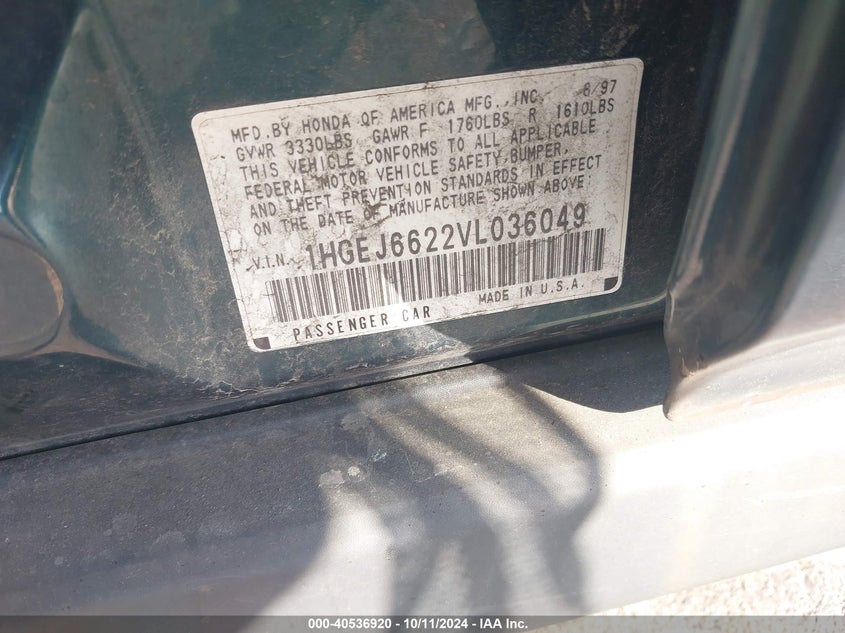 MFD.BY HONDA OF AMERICA MFG.,INC. 8/97
GVWR 3330LBS GAWR F 1760LBS R 1610LBS
THIS VEHICLE CONFORMS TO ALL APPLICABLE
FEDERAL MOTOR VEHICLE SAFETY,BUMPER,
AND THEFT PREVENTION STANDARDS IN EFFECT
ON THE DATE OF MANUFACTURE SHOWN ABOVE.
V.I.N. 1HGEJ6622VL036049
PASSENGER CAR MADE IN U.S.A.
000-40536920 - 10/11/2024 - IAA Inc.